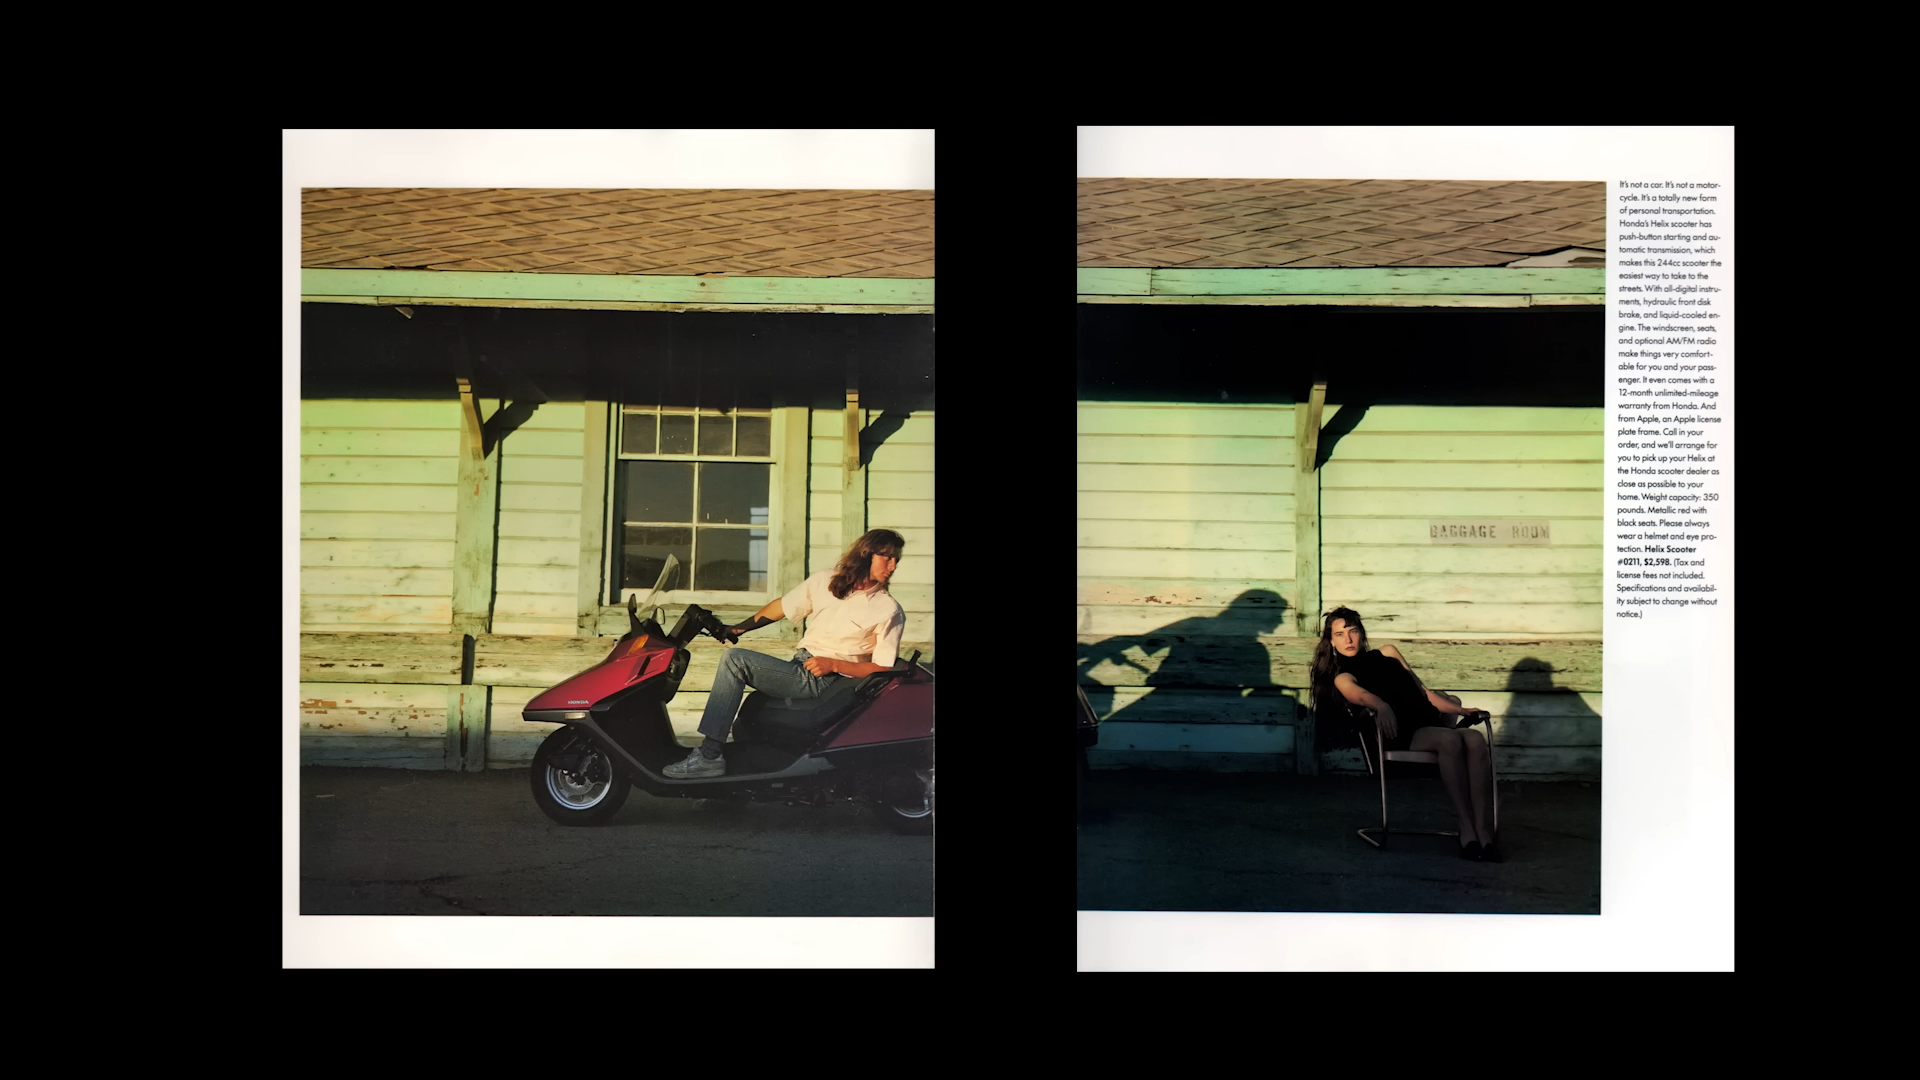 HONDA
BAGGAGE ROOM
It's not a car. It's not a motor-
cycle. It's a totally new form
of personal transportation.
Honda's Helix scooter has
push-button starting and au-
tomatic transmission, which
makes this 244cc scooter the
easiest way to take to the
streets. With all-digital instru-
ments, hydraulic front disk
brake, and liquid-cooled en-
gine. The windscreen, seats,
and optional AM/FM radio
make things very comfort-
able for you and your pass-
enger. It even comes with a
12-month unlimited-mileage
warranty from Honda. And
from Apple, an Apple license
plate frame. Call in your
order, and we'll arrange for
you to pick up your Helix at
the Honda scooter dealer as
close as possible to your
home. Weight capacity: 350
pounds. Metallic red with
black seats. Please always
wear a helmet and eye pro-
tection. Helix Scooter
#0211, $2,598. (Tax and
license fees not included.
Specifications and availabil-
ity subject to change without
notice.)